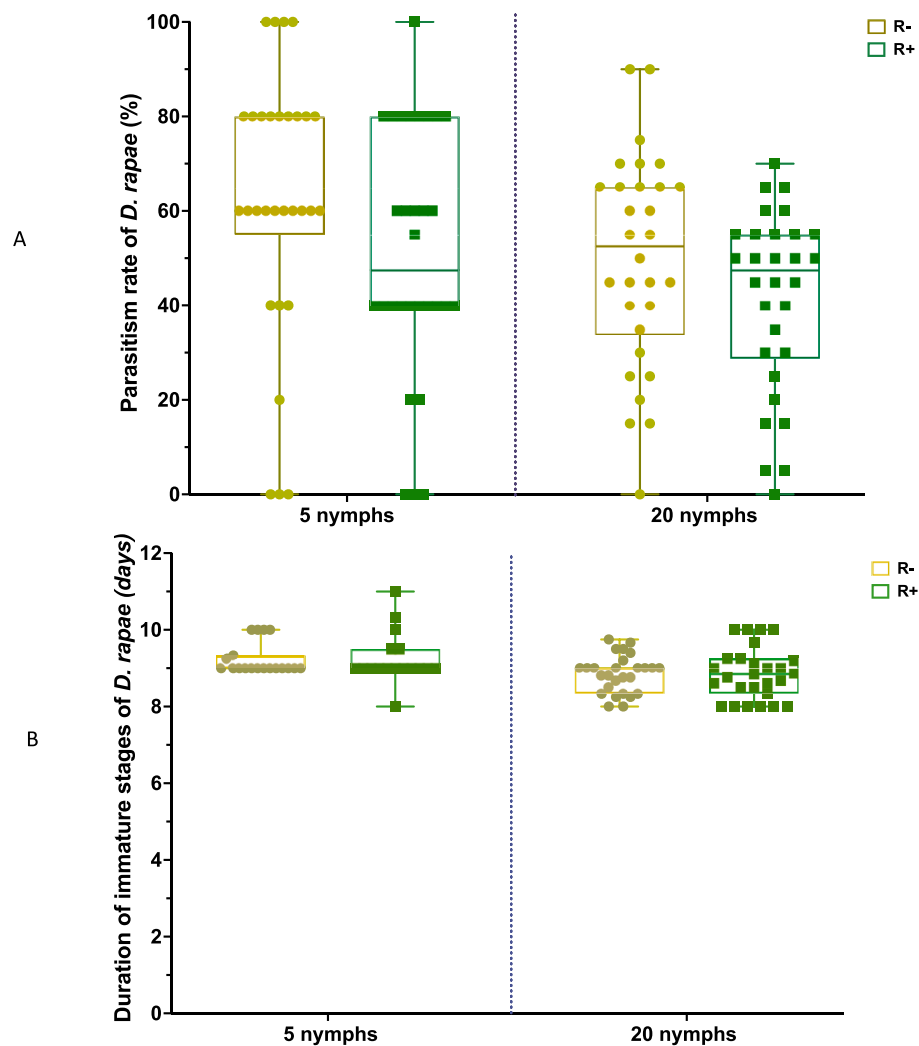 A
Parasitism rate of D. rapae (%)
100
80
60
40
20
0
5 nymphs
20 nymphs
R-
R+
B
Duration of immature stages of D. rapae (days)
12
10
8
6
4
2
0
5 nymphs
20 nymphs
R-
R+